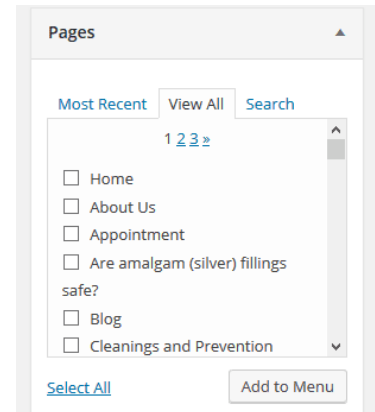 Pages
Most Recent View All Search
1 2 3 »
Home
About Us
Appointment
Are amalgam (silver) fillings
safe?
Blog
Cleanings and Prevention
Select All Add to Menu